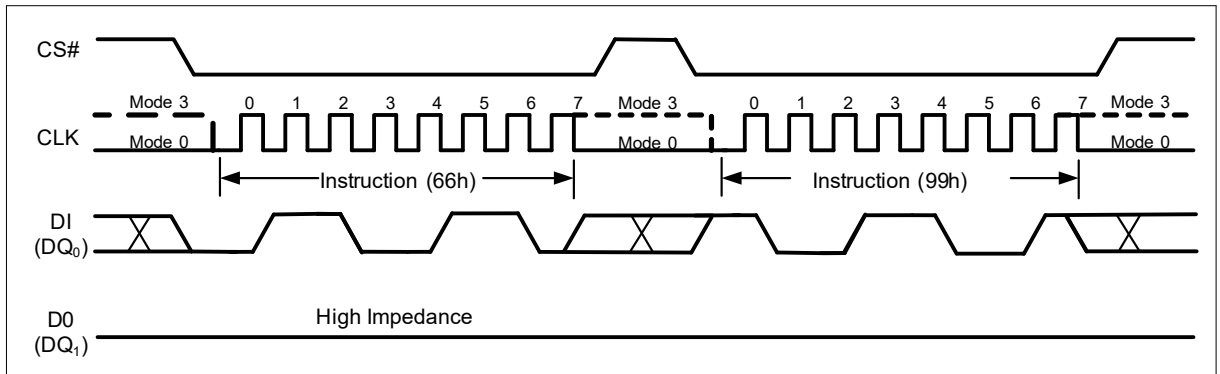 CS#
Mode 3 0 1 2 3 4 5 6 7 Mode 3 0 1 2 3 4 5 6 7 Mode 3
CLK
Mode 0 Mode 0 Mode 0
Instruction (66h) Instruction (99h)
DI
(DQ0)
D0 High Impedance
(DQ1)